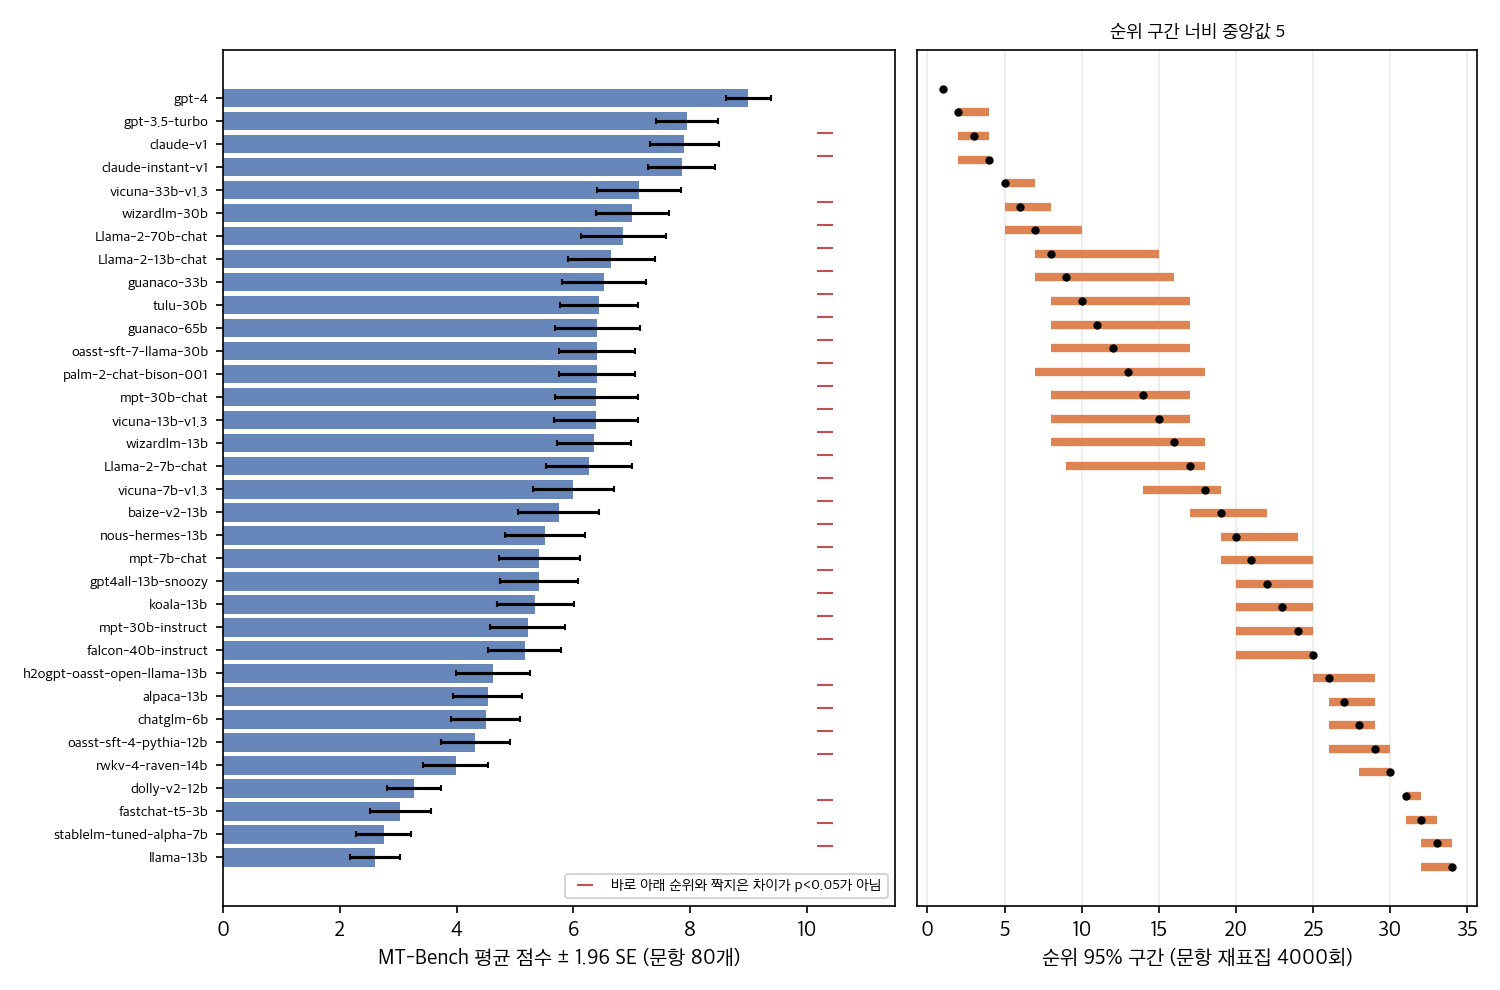 순위 구간 너비 중앙값 5
gpt-4
gpt-3.5-turbo
claude-v1
claude-instant-v1
vicuna-33b-v1.3
wizardlm-30b
Llama-2-70b-chat
Llama-2-13b-chat
guanaco-33b
tulu-30b
guanaco-65b
oasst-sft-7-llama-30b
palm-2-chat-bison-001
mpt-30b-chat
vicuna-13b-v1.3
wizardlm-13b
Llama-2-7b-chat
vicuna-7b-v1.3
baize-v2-13b
nous-hermes-13b
mpt-7b-chat
gpt4all-13b-snoozy
koala-13b
mpt-30b-instruct
falcon-40b-instruct
h2ogpt-oasst-open-llama-13b
alpaca-13b
chatglm-6b
oasst-sft-4-pythia-12b
rwkv-4-raven-14b
dolly-v2-12b
fastchat-t5-3b
stablelm-tuned-alpha-7b
llama-13b
바로 아래 순위와 짝지은 차이가 p<0.05가 아님
0 2 4 6 8 10
MT-Bench 평균 점수 ± 1.96 SE (문항 80개)
0 5 10 15 20 25 30 35
순위 95% 구간 (문항 재표집 4000회)